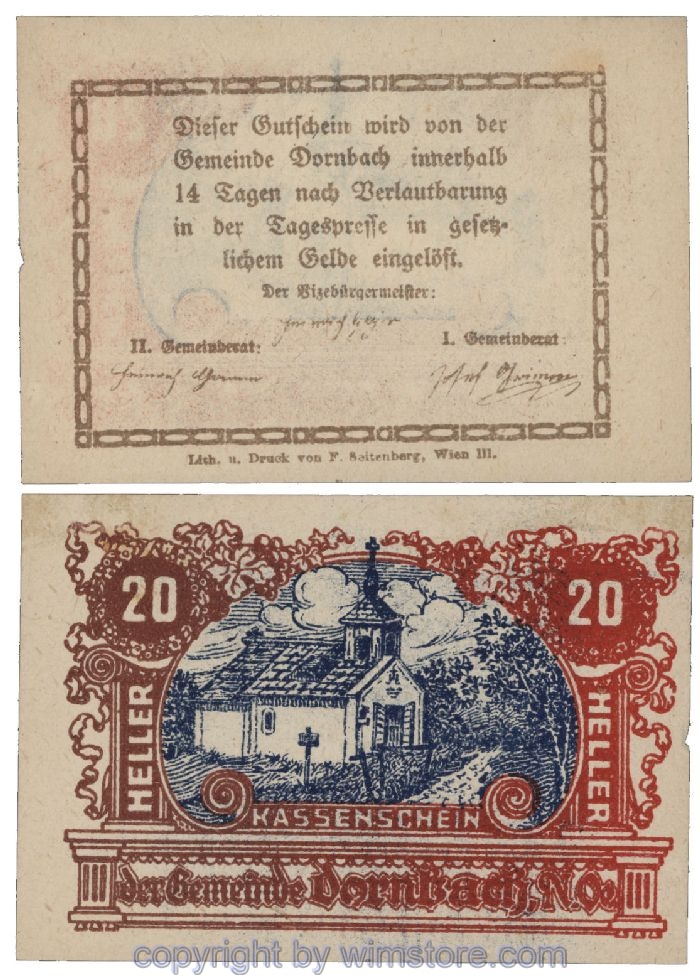 Dieser Gutschein wird von der
Gemeinde Dornbach innerhalb
14 Tagen nach Verlautbarung
in der Tagespresse in gesetz-
lichem Gelde eingelöst.
Der Vizebürgermeister:
II. Gemeinderat:
I. Gemeinderat:
Heinrich
Josef
Lith. u. Druck von F. Seitenberg, Wien III.
20
20
HELLER
HELLER
KASSENSCHEIN
der Gemeinde Dornbach, N.Oe
copyright by wimstore.com